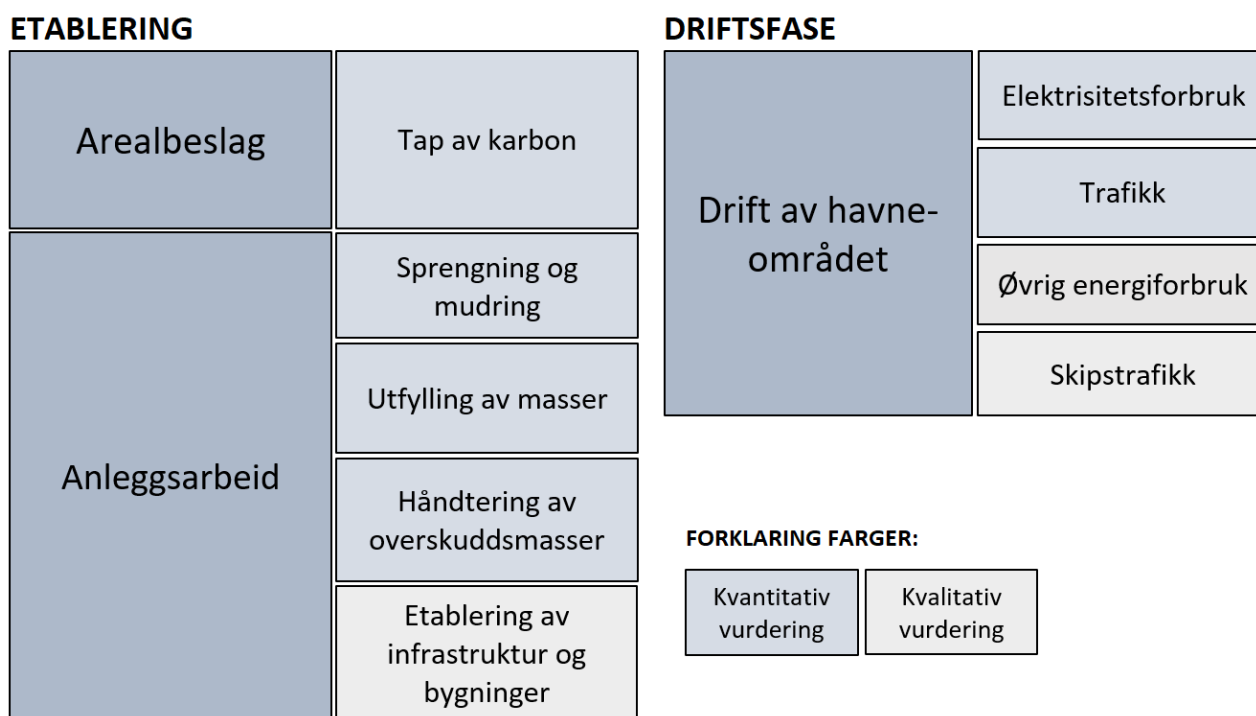 ETABLERING
Arealbeslag
Tap av karbon
Anleggsarbeid
Sprengning og
mudring
Utfylling av masser
Håndtering av
overskuddsmasser
Etablering av
infrastruktur og
bygninger
DRIFTSFASE
Drift av havne-
området
Elektrisitetsforbruk
Trafikk
Øvrig energiforbruk
Skipstrafikk
FORKLARING FARGER:
Kvantitativ
vurdering
Kvalitativ
vurdering